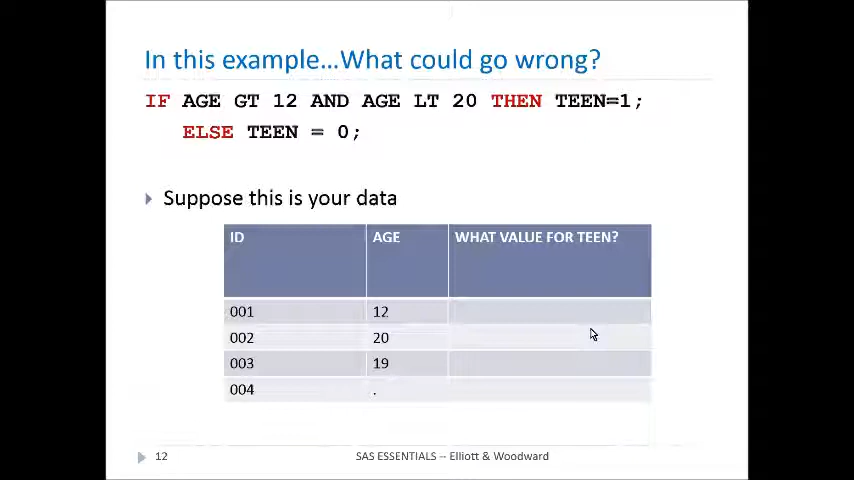 In this example...What could go wrong?
IF AGE GT 12 AND AGE LT 20 THEN TEEN=1;
ELSE TEEN = 0;
Suppose this is your data
ID AGE WHAT VALUE FOR TEEN?
001 12
002 20
003 19
004 .
12 SAS ESSENTIALS -- Elliott & Woodward